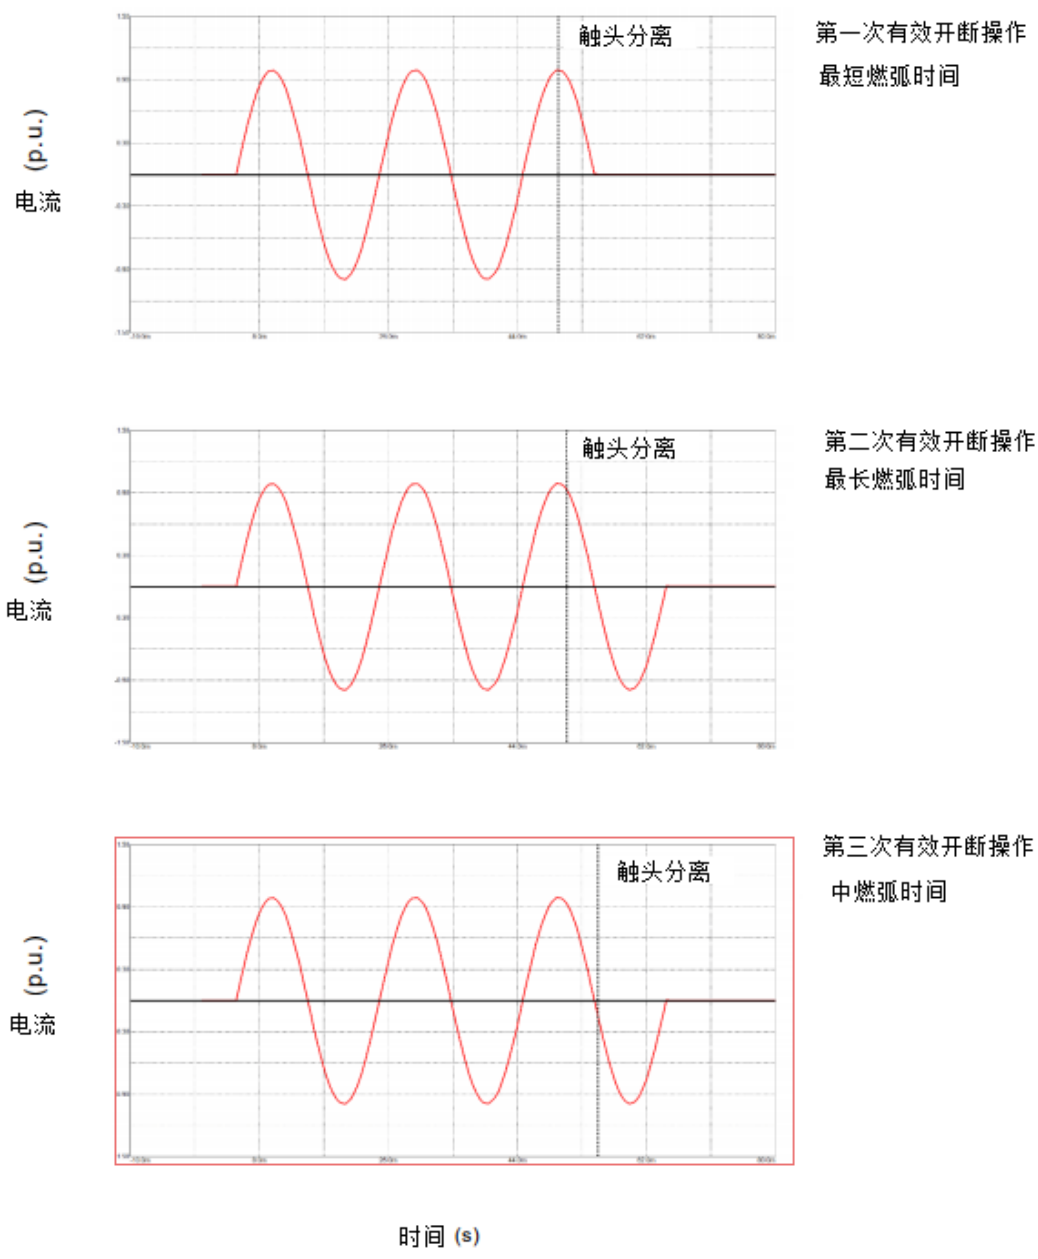 触头分离
第一次有效开断操作
最短燃弧时间
(p.u.)
电流
触头分离
第二次有效开断操作
最长燃弧时间
(p.u.)
电流
触头分离
第三次有效开断操作
中燃弧时间
(p.u.)
电流
时间 (s)